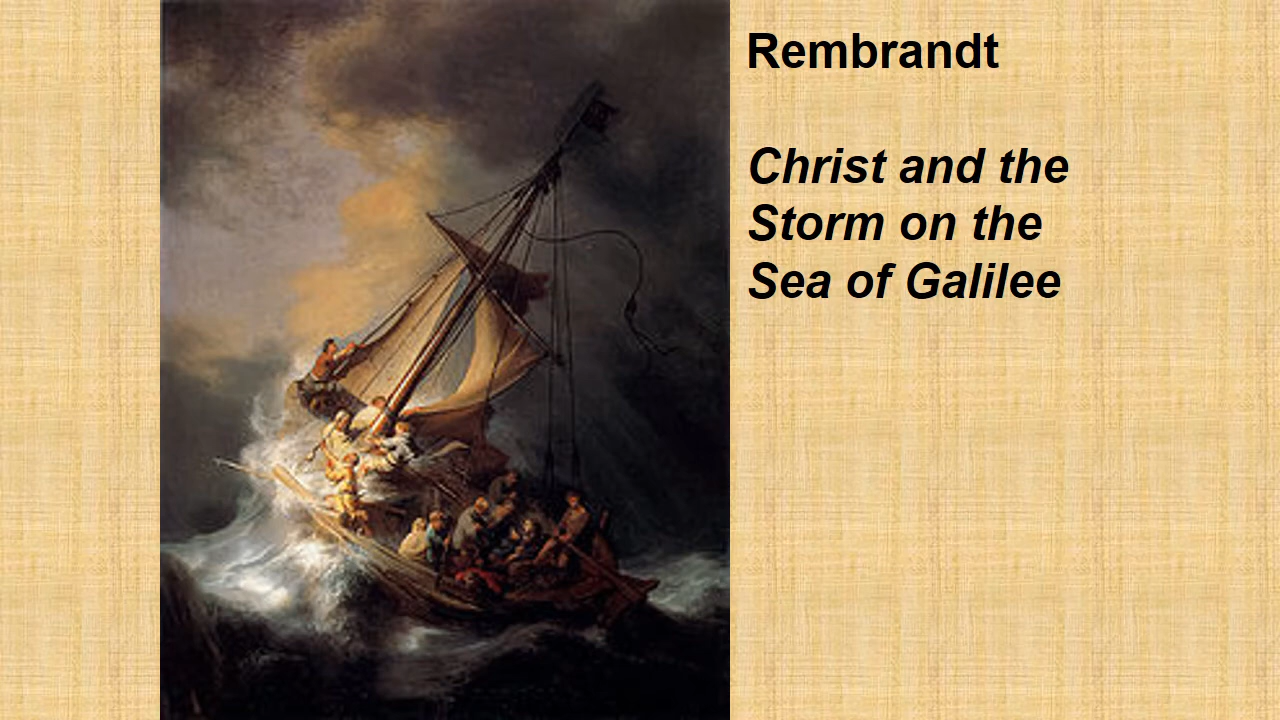 Rembrandt
Christ and the
Storm on the
Sea of Galilee